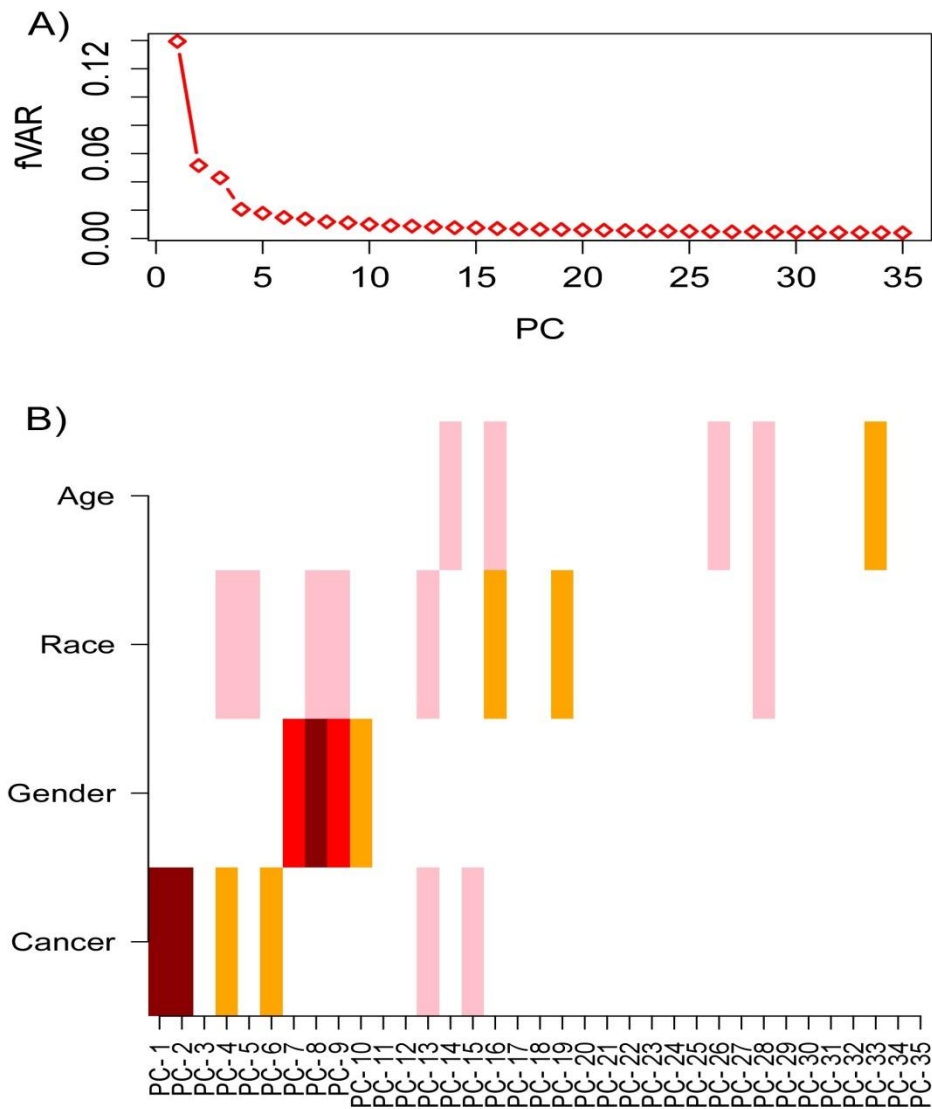 A)
fVAR
0.12
0.06
0.00
0 5 10 15 20 25 30 35
PC
B)
Age
Race
Gender
Cancer
PC- 1
PC- 2
PC- 3
PC- 4
PC- 5
PC- 6
PC- 7
PC- 8
PC- 9
PC- 10
PC- 11
PC- 12
PC- 13
PC- 14
PC- 15
PC- 16
PC- 17
PC- 18
PC- 19
PC- 20
PC- 21
PC- 22
PC- 23
PC- 24
PC- 25
PC- 26
PC- 27
PC- 28
PC- 29
PC- 30
PC- 31
PC- 32
PC- 33
PC- 34
PC- 35